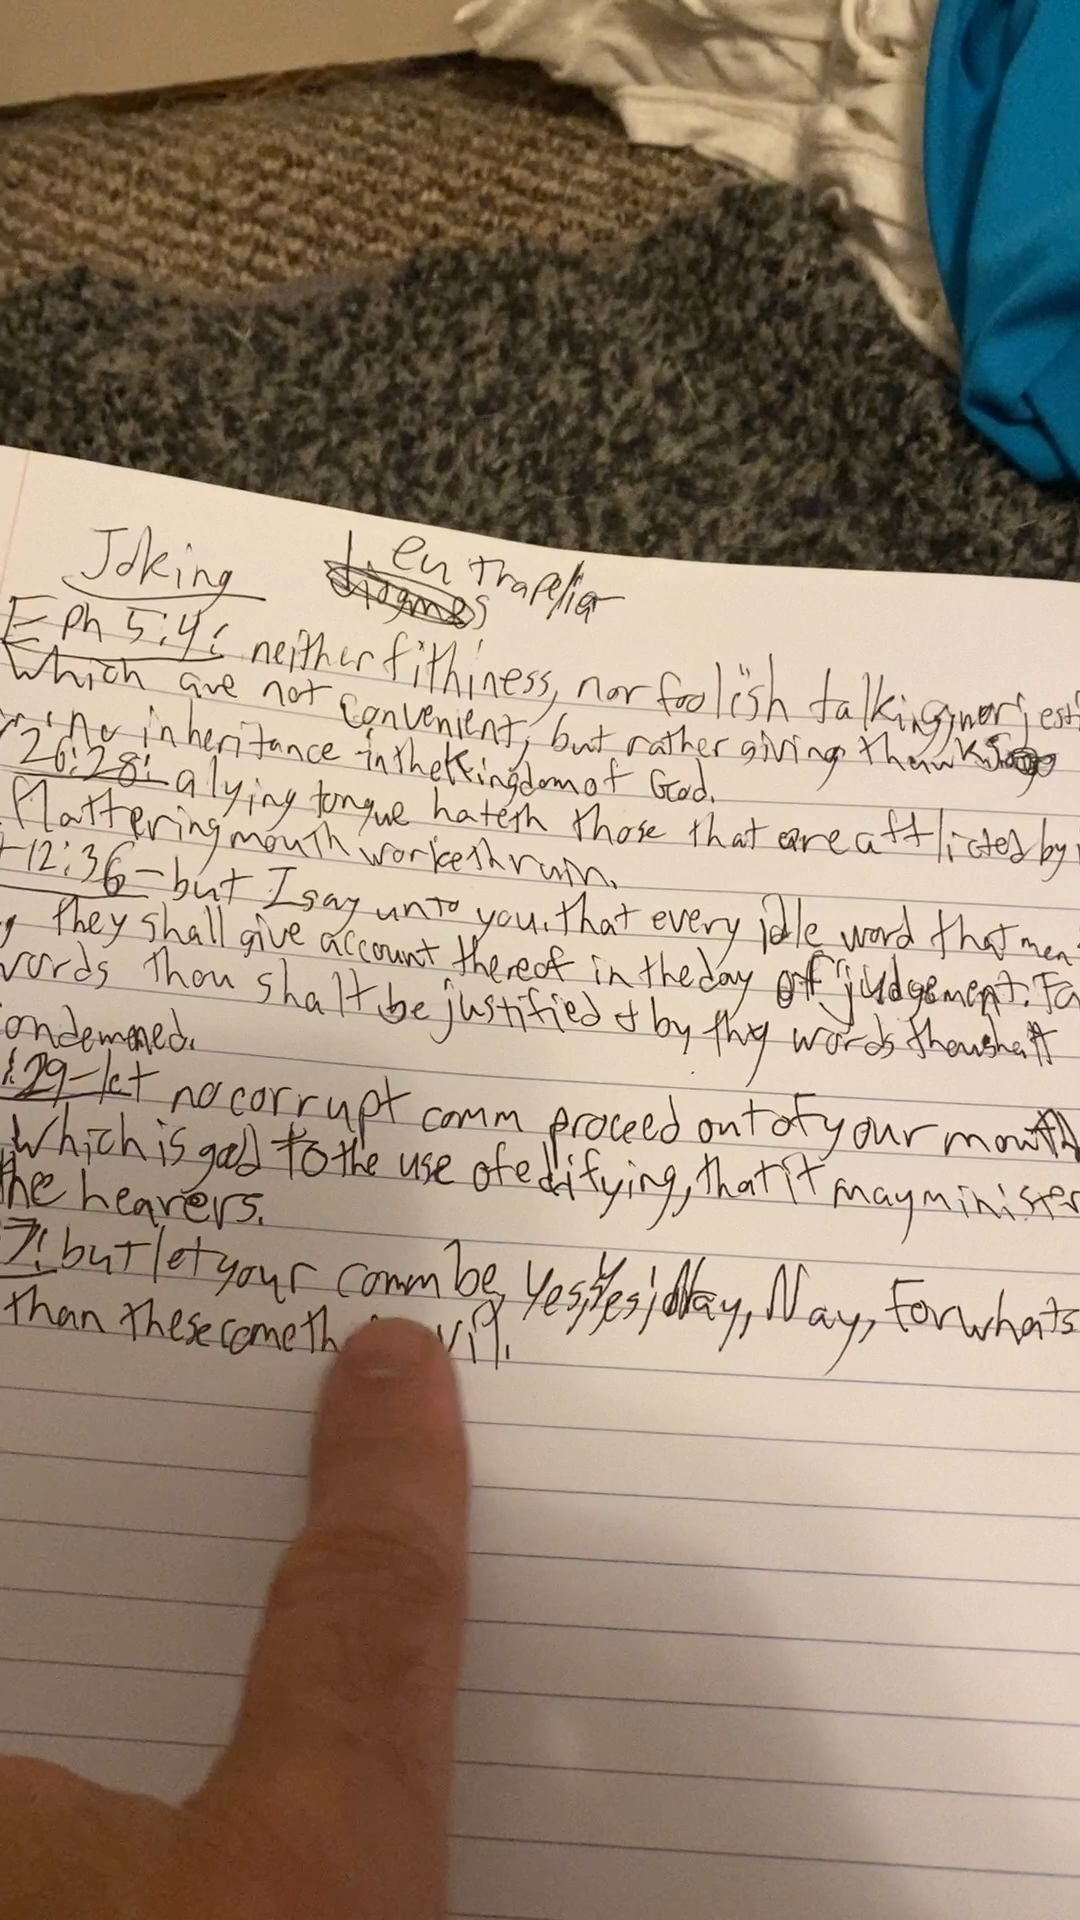 Joking eutrapelia
Eph 5:4: neither fithiness, nor foolish talking, nor jesti
Which are not convenient, but rather giving thanks
no inheritance in the Kingdom of God.
26:28: a lying tongue hateth those that are afflicted by
Flattering mouth worketh ruin.
12:36 - but I say unto you. that every idle word that men
they shall give account thereof in the day of judgement. Fo
words thou shalt be justified & by thy words thou shalt
ondemned.
:29 - let no corrupt comm proceed out of your mouth
Which is good to the use of edifying, that it may minister
the hearers.
7: but let your comm be, Yes, Yes; Nay, Nay, For whats
than these cometh